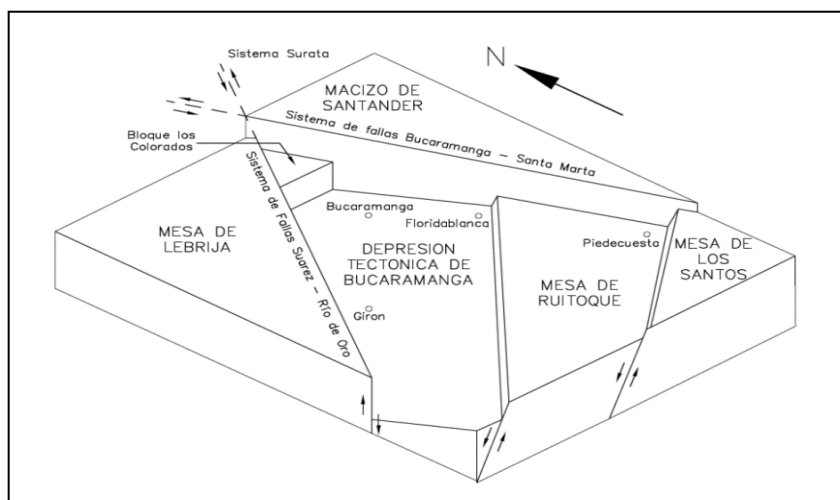 Sistema Surata
N
MACIZO DE
SANTANDER
Sistema de fallas Bucaramanga – Santa Marta
Bloque los
Colorados
Sistema de Fallas Suarez – Río de Oro
MESA DE
LEBRIJA
Bucaramanga
Floridablanca
DEPRESION
TECTONICA DE
BUCARAMANGA
Giron
Piedecuesta
MESA DE
RUITOQUE
MESA DE
LOS
SANTOS